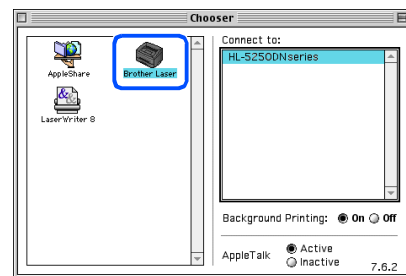 Chooser
AppleShare
Brother Laser
LaserWriter 8
Connect to:
HL-5250DNseries
Background Printing: On Off
AppleTalk Active
Inactive
7.6.2